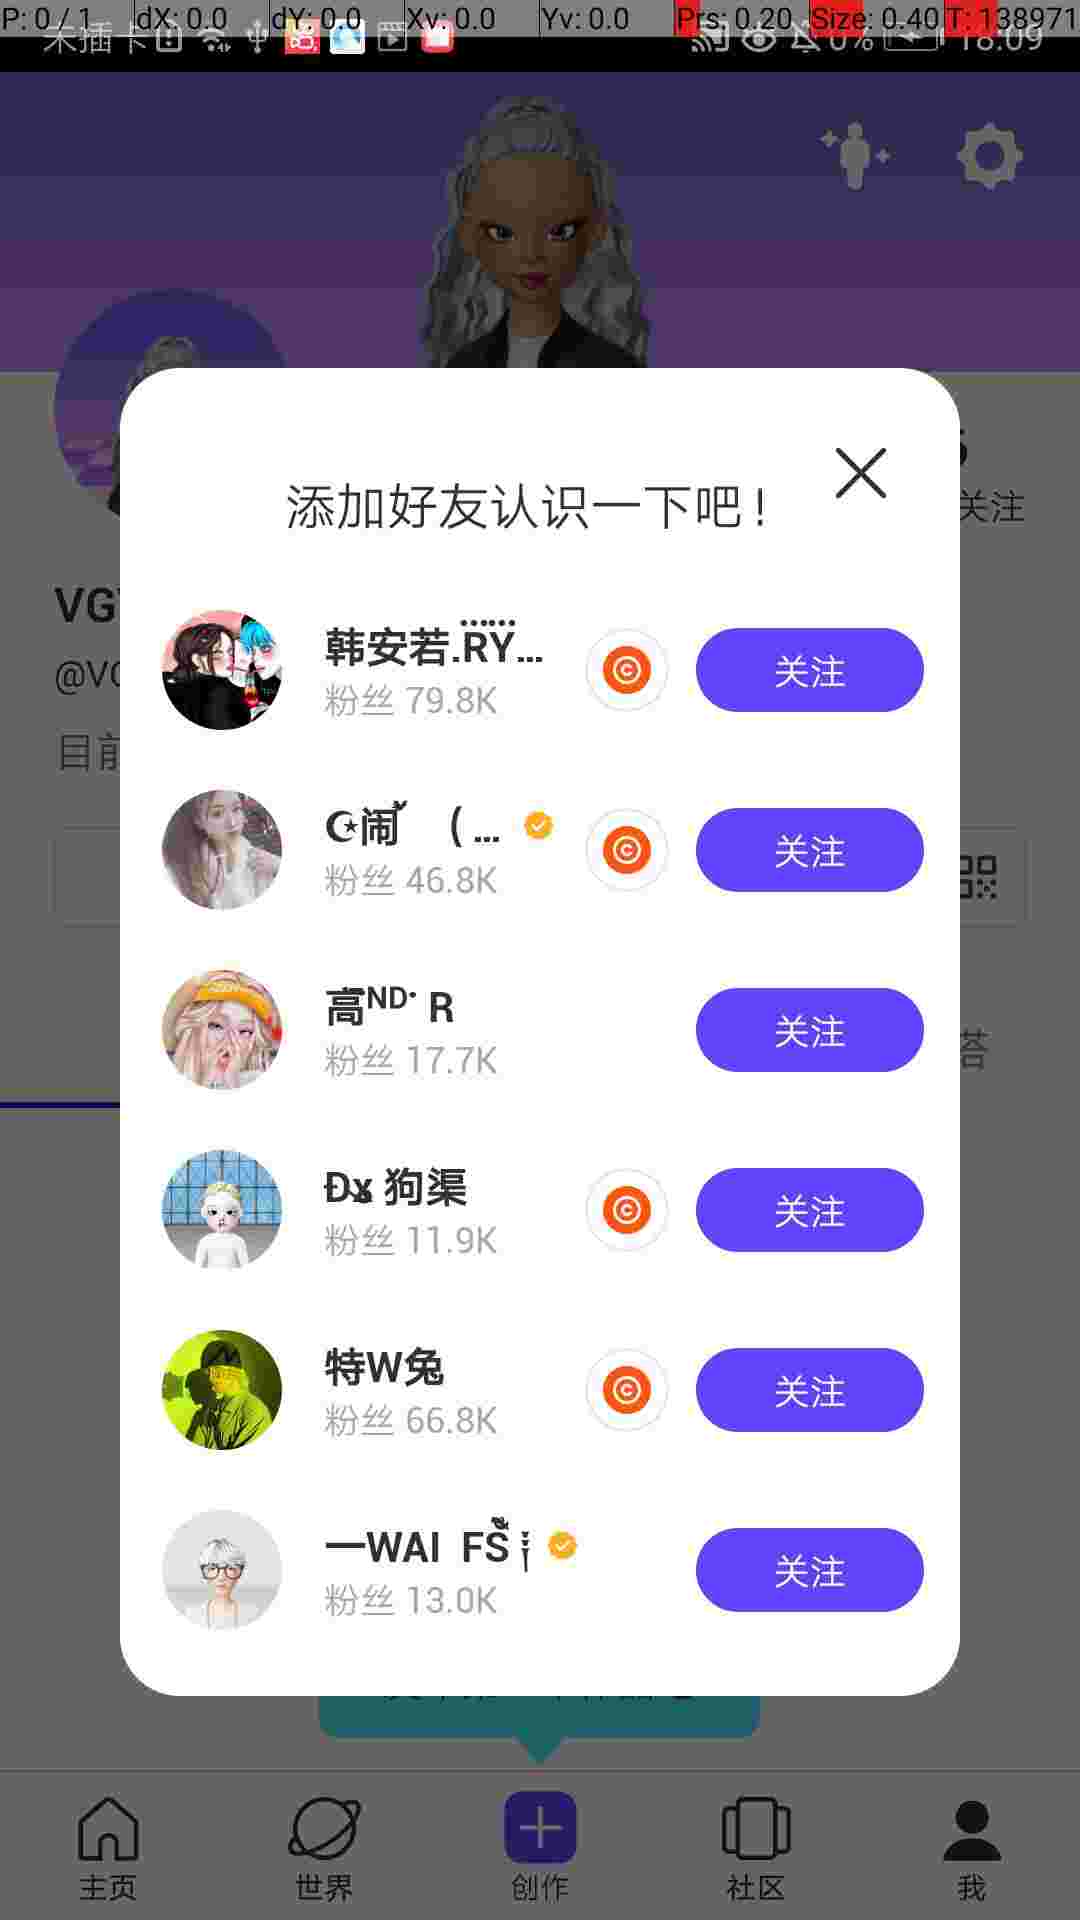 P: 0 / 1 dX: 0.0 dY: 0.0 Xv: 0.0 Yv: 0.0 Prs: 0.20 Size: 0.40 T: 138971
未插卡 0% 18:09
添加好友认识一下吧!
关注
VG
@VG
目前
韩安若.RY...
粉丝 79.8K
关注
☪闹 ( ...
粉丝 46.8K
关注
高ᴺᴰ· R
粉丝 17.7K
关注
狗渠
粉丝 11.9K
关注
特W兔
粉丝 66.8K
关注
一WAI FS
粉丝 13.0K
关注
主页 世界 创作 社区 我